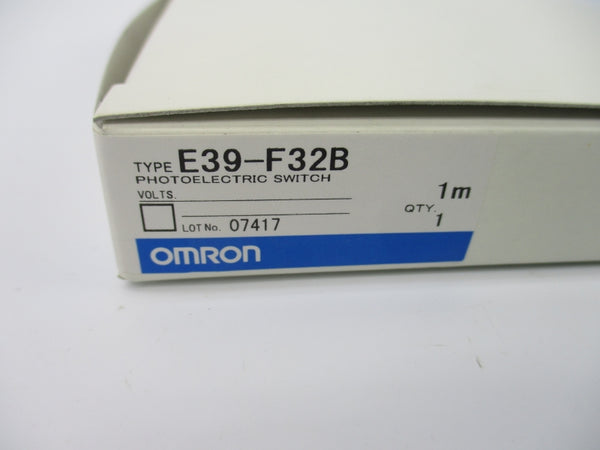 TYPE E39-F32B
PHOTOELECTRIC SWITCH
VOLTS. 1m
LOT No. 07417 QTY. 1
OMRON